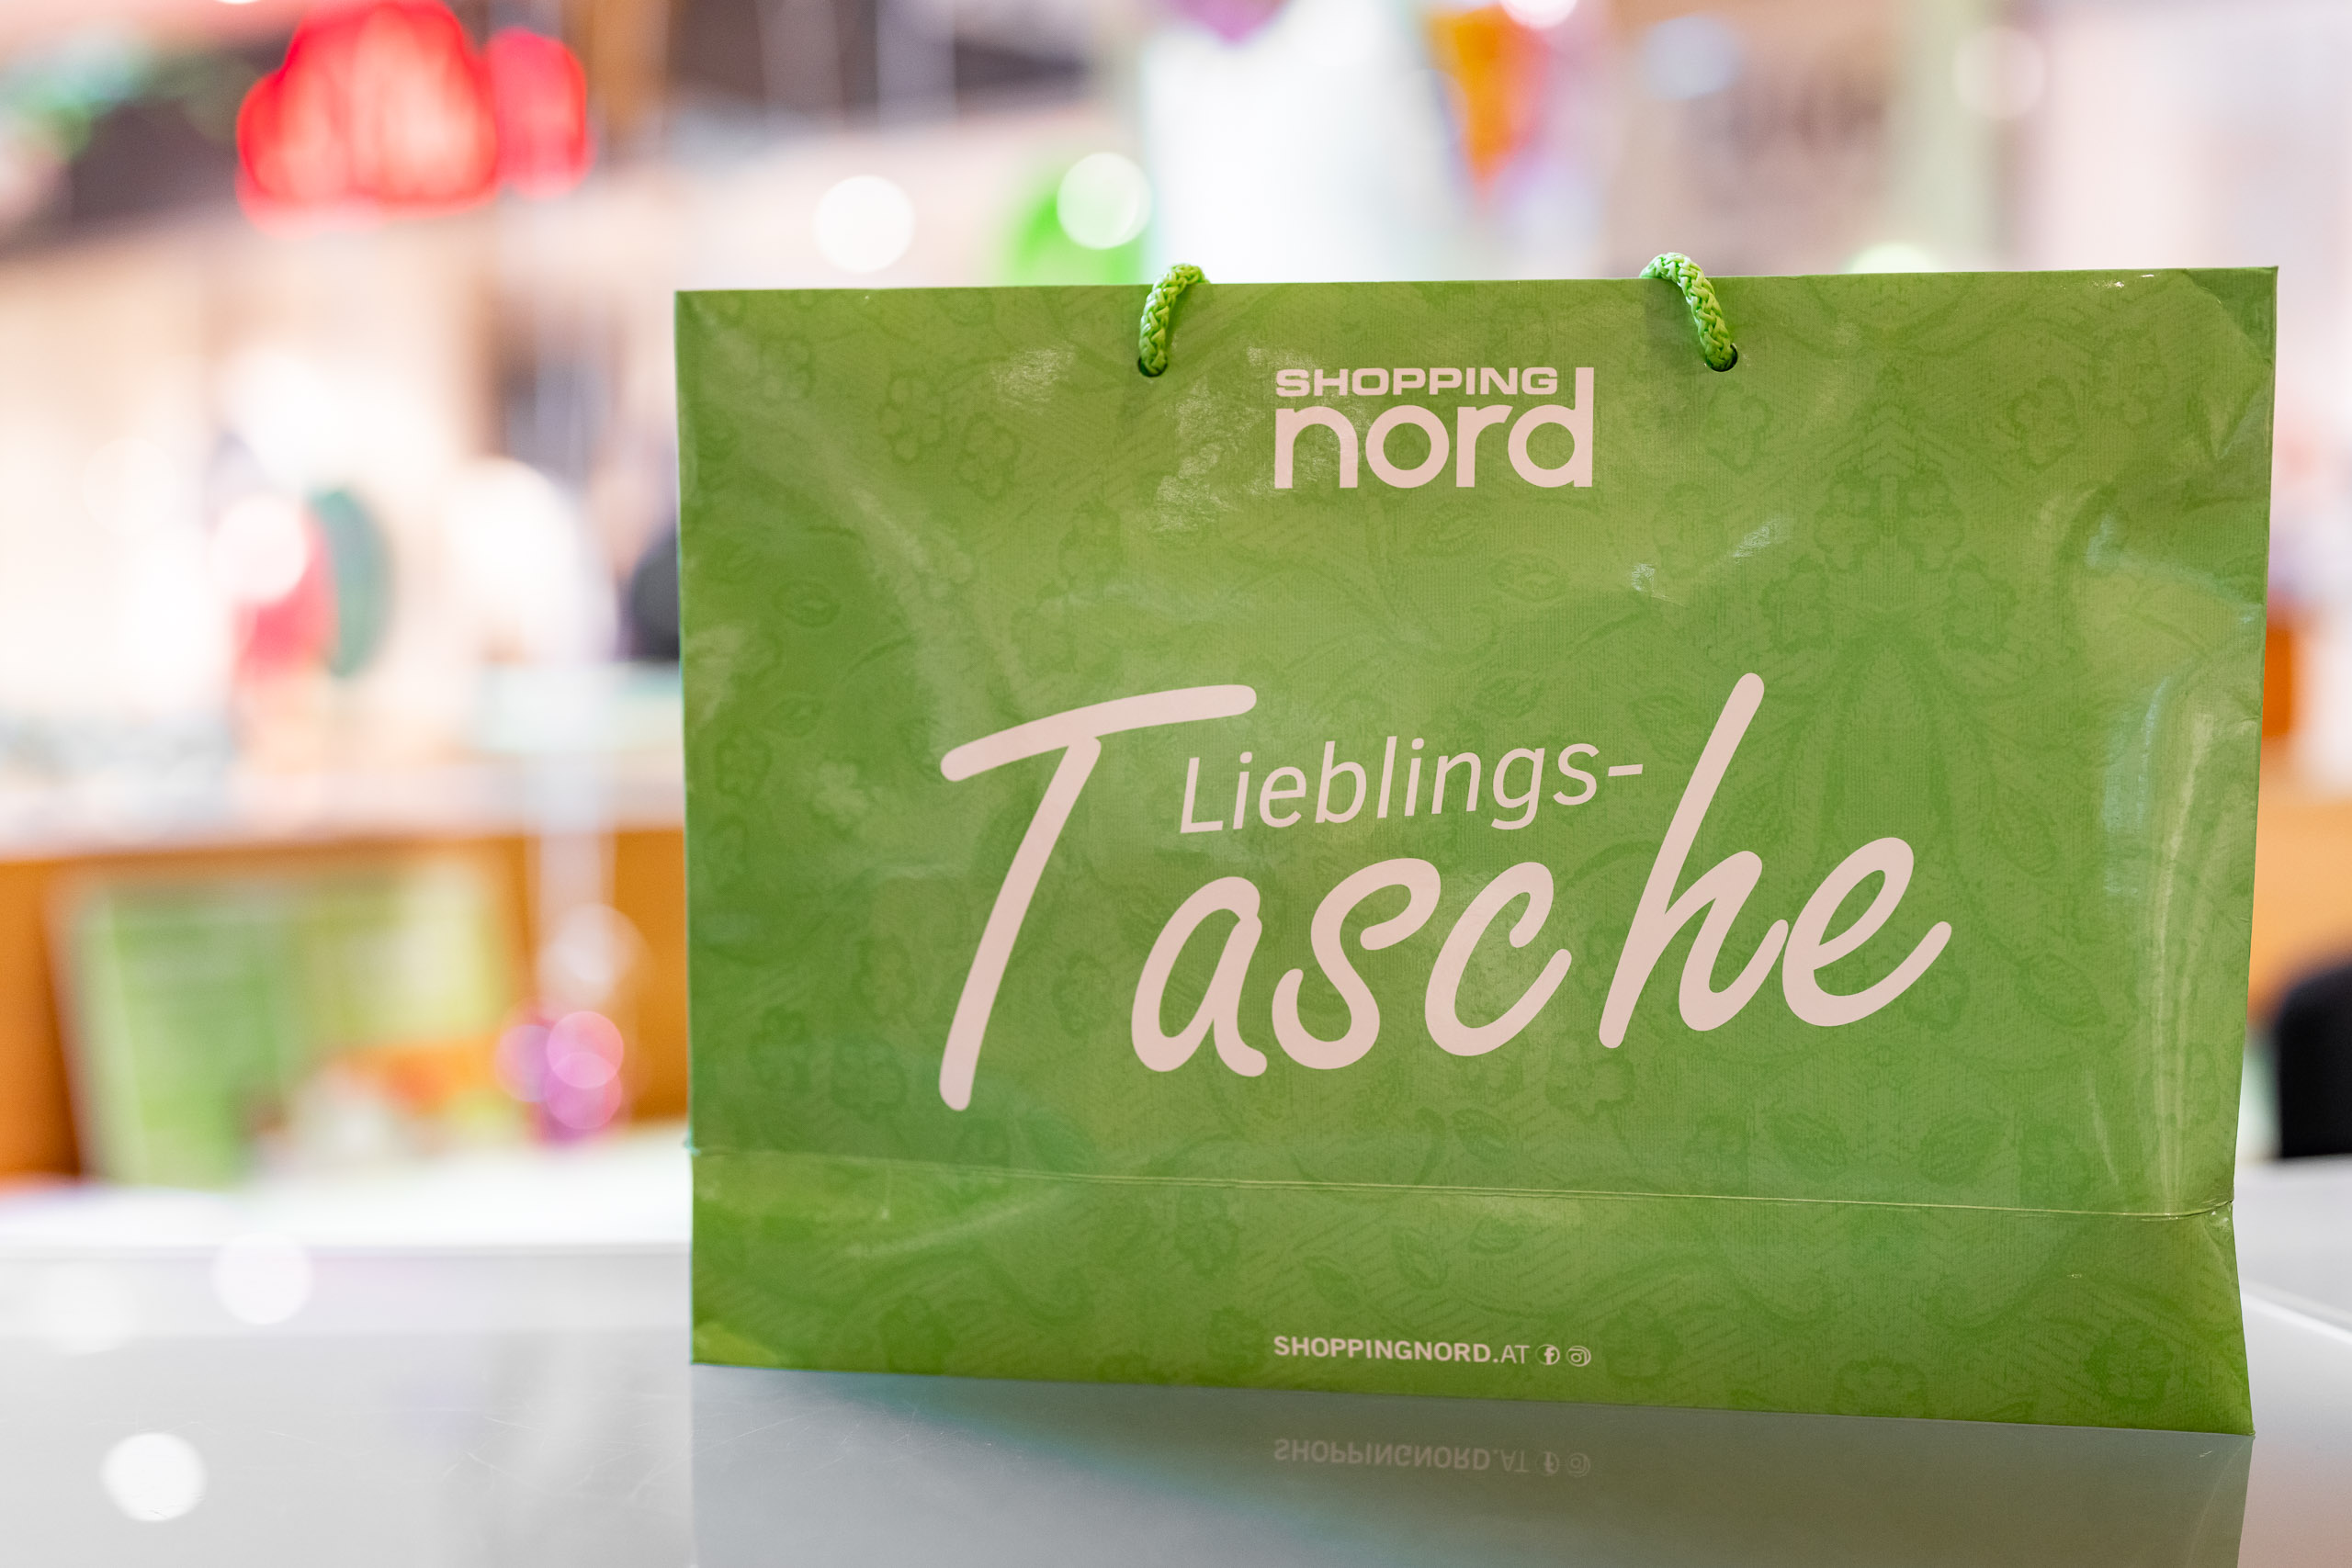 SHOPPING
nord
Lieblings-
Tasche
SHOPPINGNORD.AT